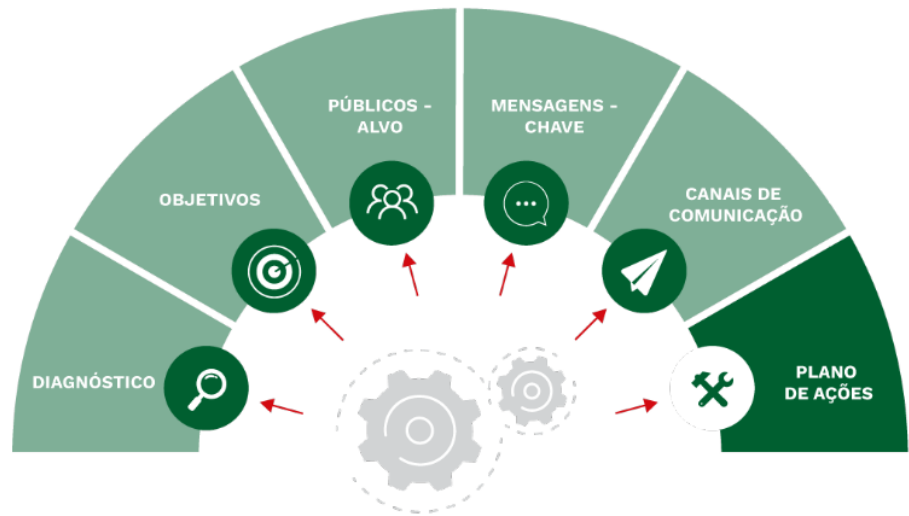 DIAGNÓSTICO
OBJETIVOS
PÚBLICOS -
ALVO
MENSAGENS -
CHAVE
CANAIS DE
COMUNICAÇÃO
PLANO
DE AÇÕES